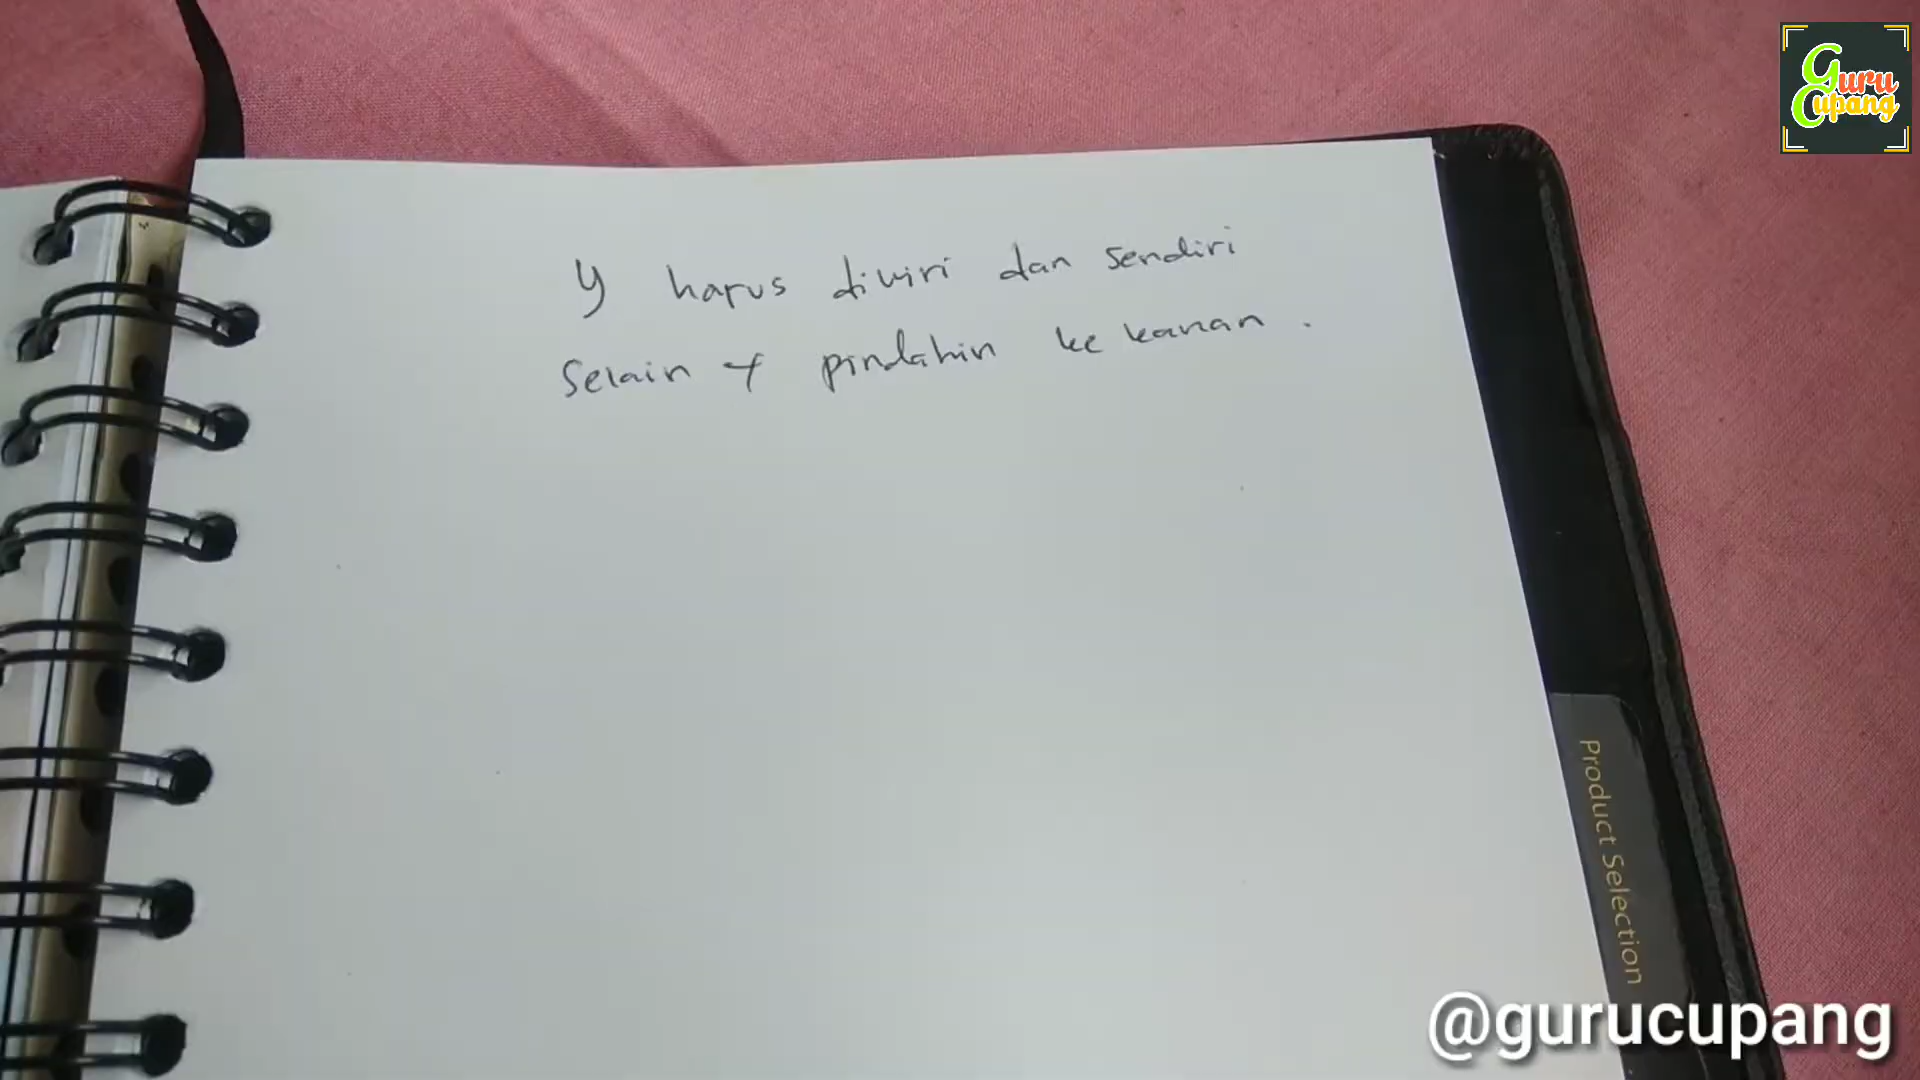 Guru
Cupang
y harus dikiri dan sendiri
Selain y pindahin ke kanan .
Product Selection
@gurucupang